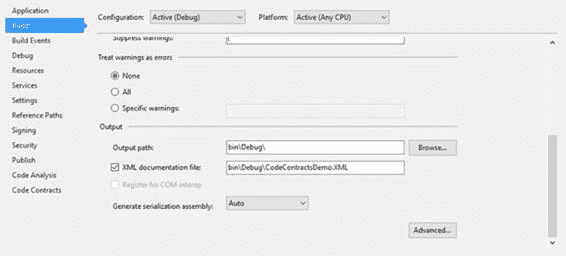 Application
Configuration: Active (Debug) Platform: Active (Any CPU)
Build Events
Debug
Resources
Services
Settings
Reference Paths
Signing
Security
Publish
Code Analysis
Code Contracts
Suppress warnings:
Treat warnings as errors
None
All
Specific warnings:
Output
Output path: bin\Debug\ Browse...
XML documentation file: bin\Debug\CodeContractsDemo.XML
Register for COM interop
Generate serialization assembly: Auto
Advanced...